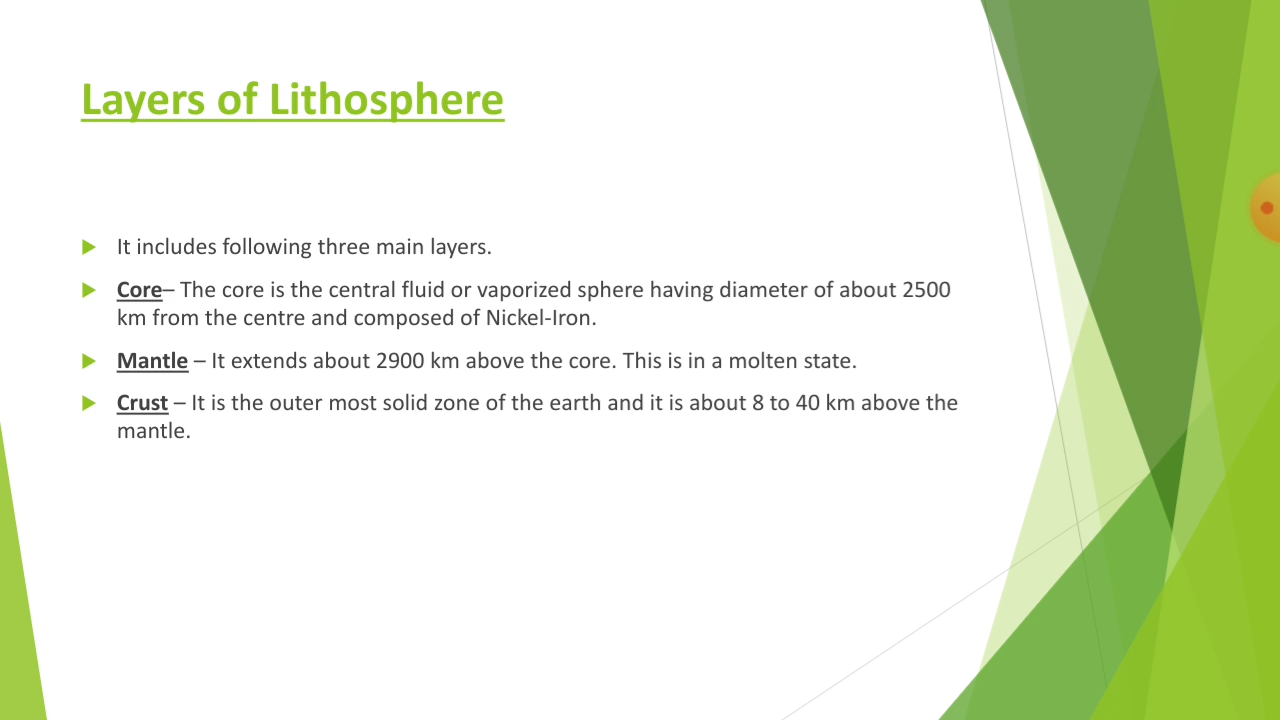 Layers of Lithosphere
It includes following three main layers.
Core– The core is the central fluid or vaporized sphere having diameter of about 2500
km from the centre and composed of Nickel-Iron.
Mantle – It extends about 2900 km above the core. This is in a molten state.
Crust – It is the outer most solid zone of the earth and it is about 8 to 40 km above the
mantle.